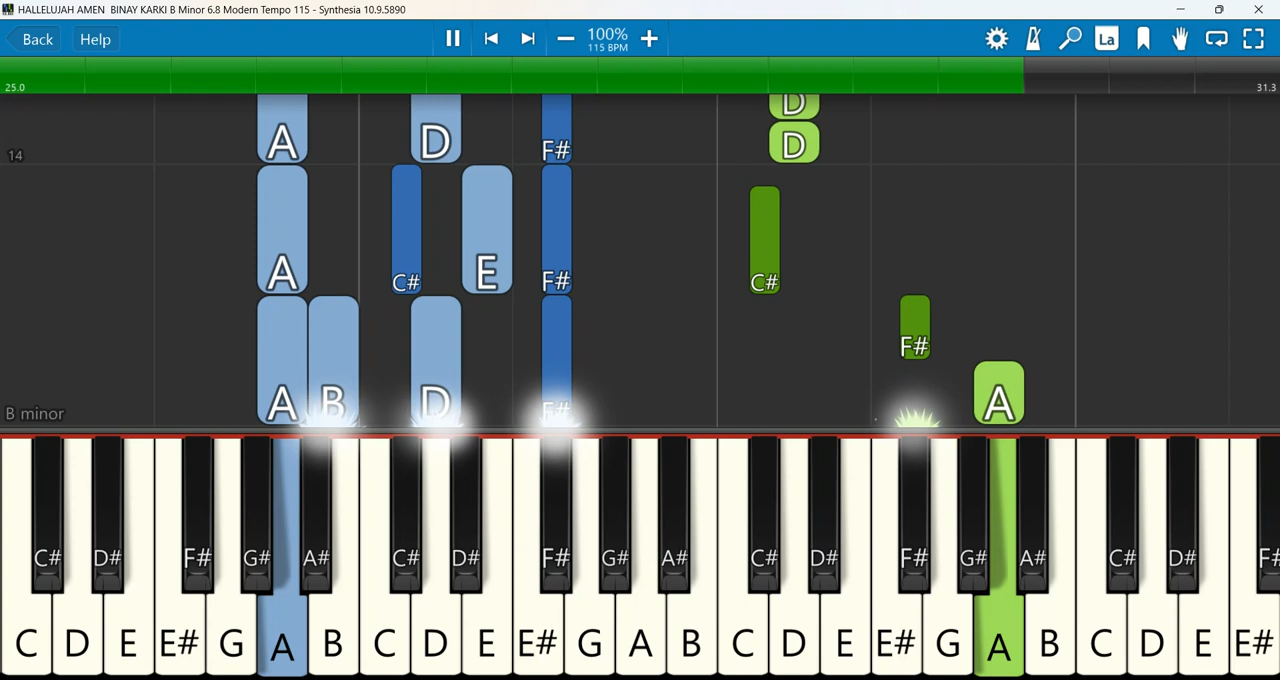 HALLELUJAH AMEN  BINAY KARKI B Minor 6.8 Modern Tempo 115 - Synthesia 10.9.5890
Back Help 100% La
115 BPM
25.0 31.3
D
A D F# D
14
A C# E F# C#
F#
B minor A B D F# A
C# D# F# G# A# C# D# F# G# A# C# D# F# G# A# C# D# F#
C D E E# G A B C D E E# G A B C D E E# G A B C D E E#